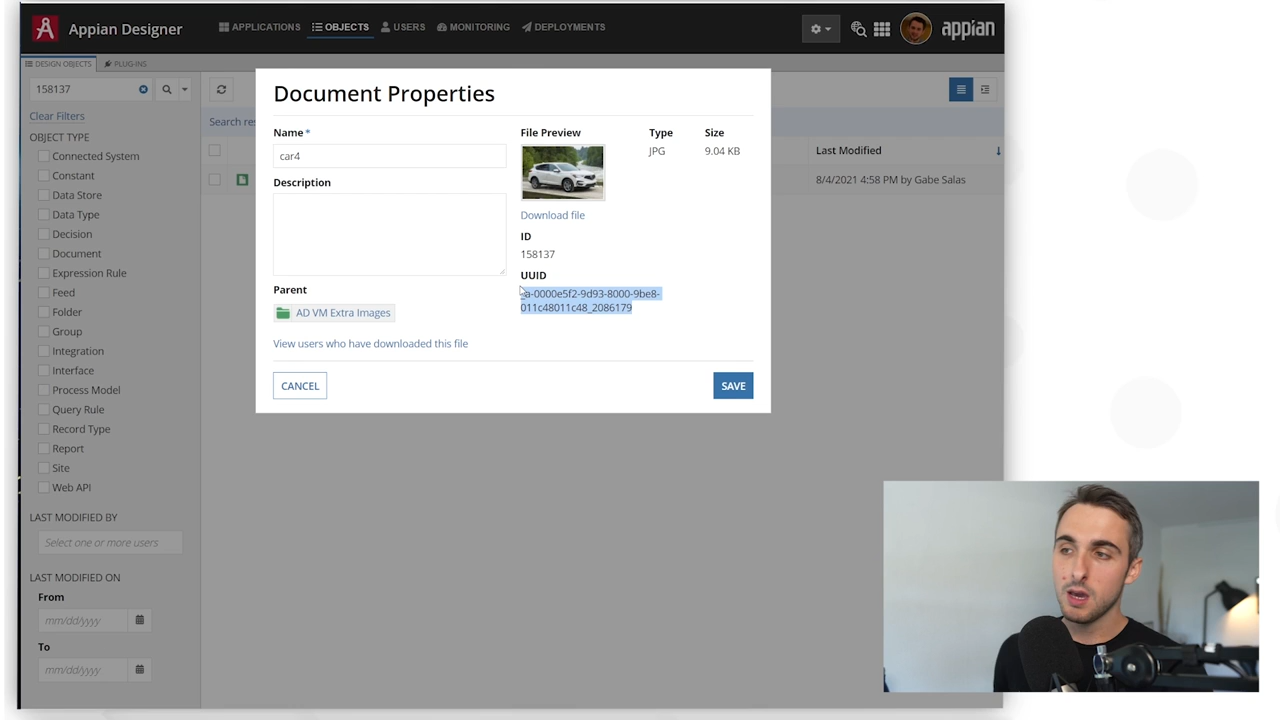 Appian Designer
APPLICATIONS
OBJECTS
USERS
MONITORING
DEPLOYMENTS
appian
DESIGN OBJECTS
PLUG-INS
158137
Clear Filters
OBJECT TYPE
Connected System
Constant
Data Store
Data Type
Decision
Document
Expression Rule
Feed
Folder
Group
Integration
Interface
Process Model
Query Rule
Record Type
Report
Site
Web API
LAST MODIFIED BY
Select one or more users
LAST MODIFIED ON
From
mm/dd/yyyy
To
mm/dd/yyyy
Search res
Last Modified
8/4/2021 4:58 PM by Gabe Salas
Document Properties
Name*
car4
Description
Parent
AD VM Extra Images
View users who have downloaded this file
File Preview
Type
Size
JPG
9.04 KB
Download file
ID
158137
UUID
_a-0000e5f2-9d93-8000-9be8-
011c48011c48_2086179
CANCEL
SAVE